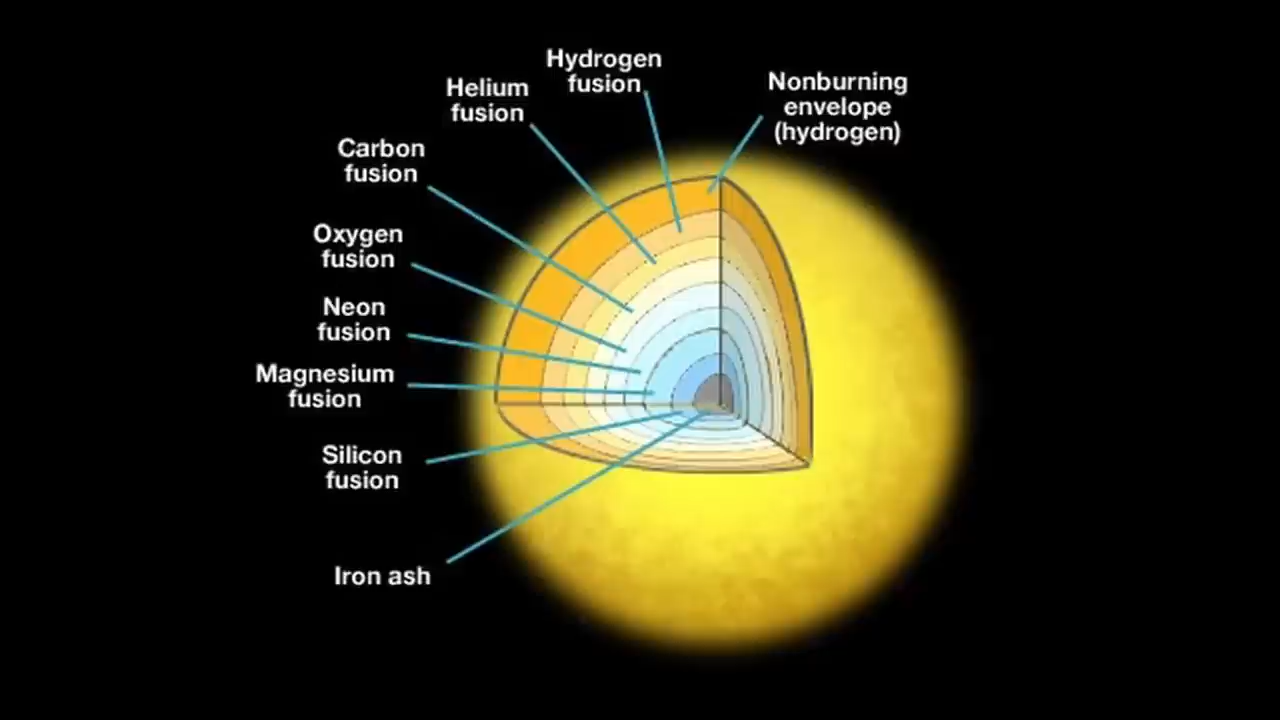 Hydrogen
fusion
Nonburning
envelope
(hydrogen)
Helium
fusion
Carbon
fusion
Oxygen
fusion
Neon
fusion
Magnesium
fusion
Silicon
fusion
Iron ash